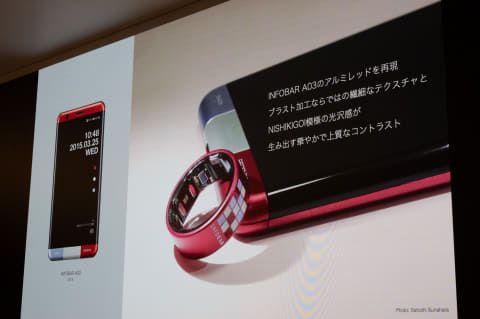 10:48
2015.03.25
WED
INFOBAR A03
INFOBAR A03のアルミレッドを再現
ブラスト加工ならではの繊細なテクスチャと
NISHIKIGOI模様の光沢感が
生み出す華やかで上質なコントラスト
Photo: Satoshi Sundhara